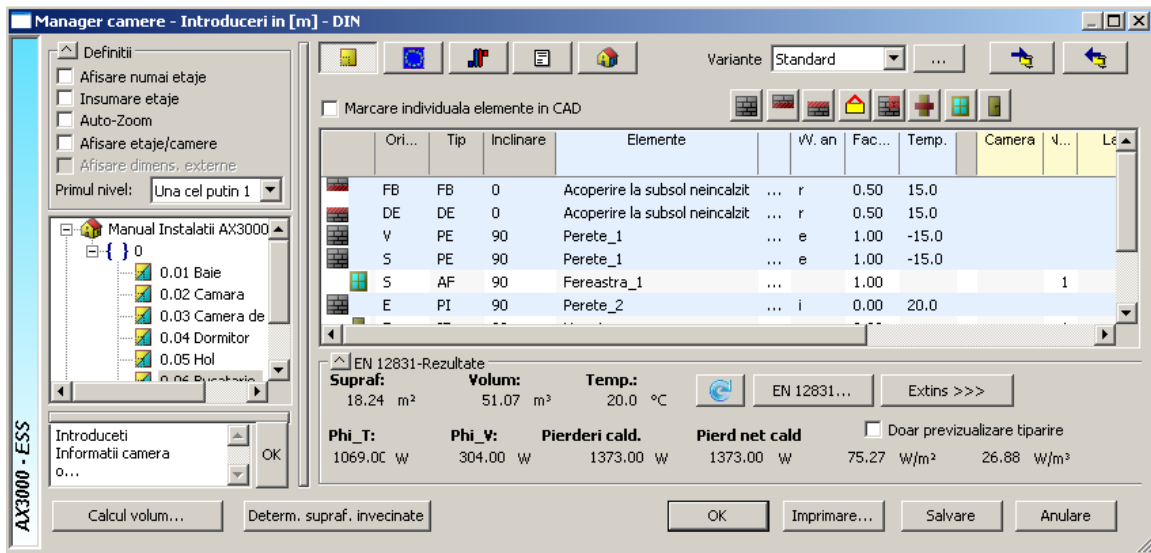 Manager camere - Introduceri in [m] - DIN
Definitii
Afisare numai etaje
Insumare etaje
Auto-Zoom
Afisare etaje/camere
Afisare dimens. externe
Primul nivel: Una cel putin 1
Manual Instalatii AX3000
{ } 0
0.01 Baie
0.02 Camara
0.03 Camera de
0.04 Dormitor
0.05 Hol
0.06 Bucatarie
Introduceti
Informatii camera
o...
OK
AX3000 - ESS
Variante Standard ...
Marcare individuala elemente in CAD
Ori... Tip Inclinare Elemente W. an Fac... Temp. Camera
FB FB 0 Acoperire la subsol neincalzit ... r 0.50 15.0
DE DE 0 Acoperire la subsol neincalzit ... r 0.50 15.0
V PE 90 Perete_1 ... e 1.00 -15.0
S PE 90 Perete_1 ... e 1.00 -15.0
S AF 90 Fereastra_1 ... 1.00 1
E PI 90 Perete_2 ... i 0.00 20.0
EN 12831-Rezultate
Supraf: Volum: Temp.:
18.24 m² 51.07 m³ 20.0 °C
EN 12831... Extins >>>
Doar previzualizare tiparire
Phi_T: Phi_V: Pierderi cald. Pierd net cald
1069.00 W 304.00 W 1373.00 W 1373.00 W 75.27 W/m² 26.88 W/m³
Calcul volum... Determ. supraf. invecinate OK Imprimare... Salvare Anulare